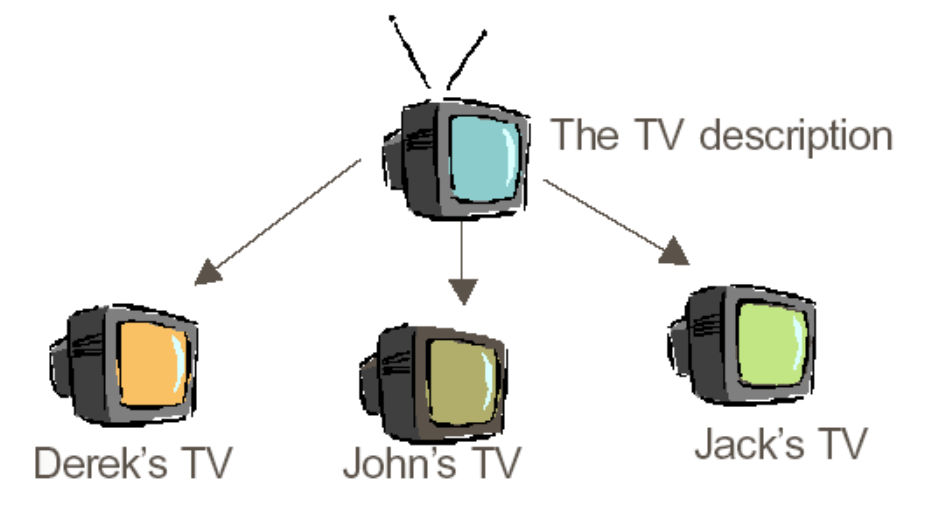 The TV description
Derek's TV
John's TV
Jack's TV